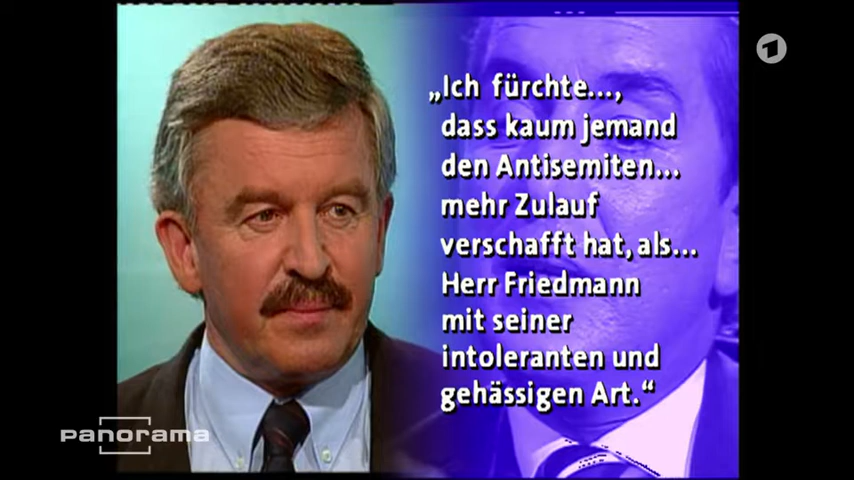 „Ich fürchte...,
dass kaum jemand
den Antisemiten...
mehr Zulauf
verschafft hat, als...
Herr Friedmann
mit seiner
intoleranten und
gehässigen Art.“
1
panorama